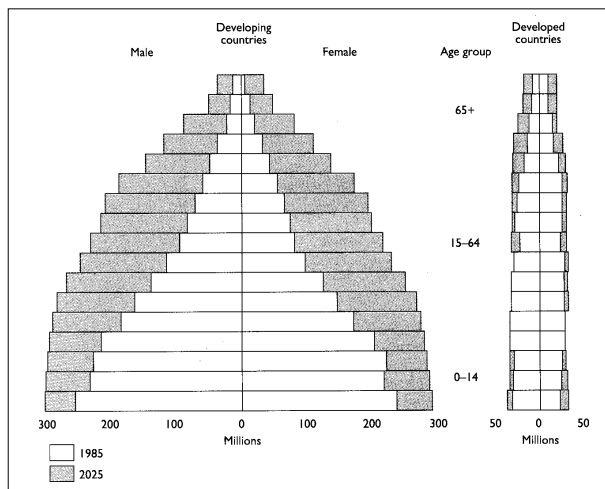 Developing
countries
Male
Female
Age group
Developed
countries
65+
15–64
0–14
300 200 100 0 100 200 300
Millions
50 0 50
Millions
1985
2025